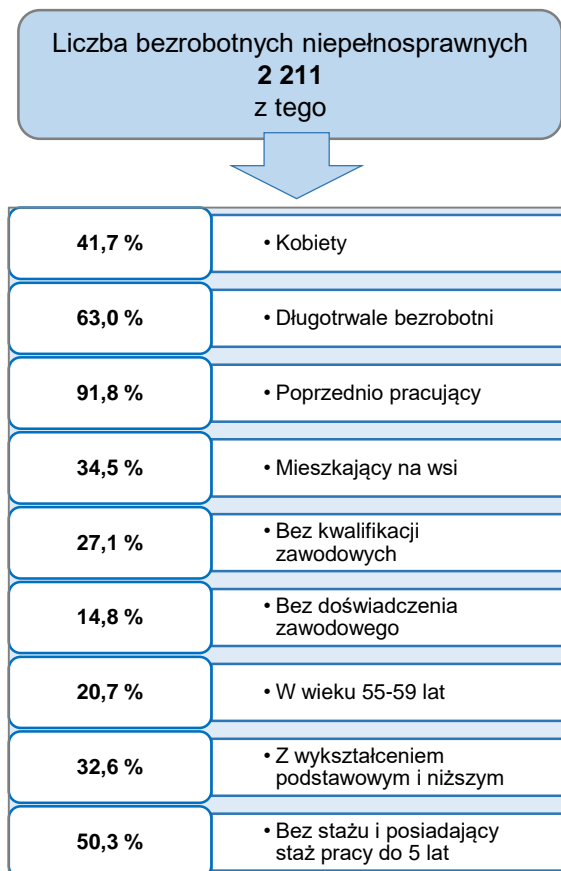 Liczba bezrobotnych niepełnosprawnych
2 211
z tego
41,7 %
• Kobiety
63,0 %
• Długotrwale bezrobotni
91,8 %
• Poprzednio pracujący
34,5 %
• Mieszkający na wsi
27,1 %
• Bez kwalifikacji
zawodowych
14,8 %
• Bez doświadczenia
zawodowego
20,7 %
• W wieku 55-59 lat
32,6 %
• Z wykształceniem
podstawowym i niższym
50,3 %
• Bez stażu i posiadający
staż pracy do 5 lat